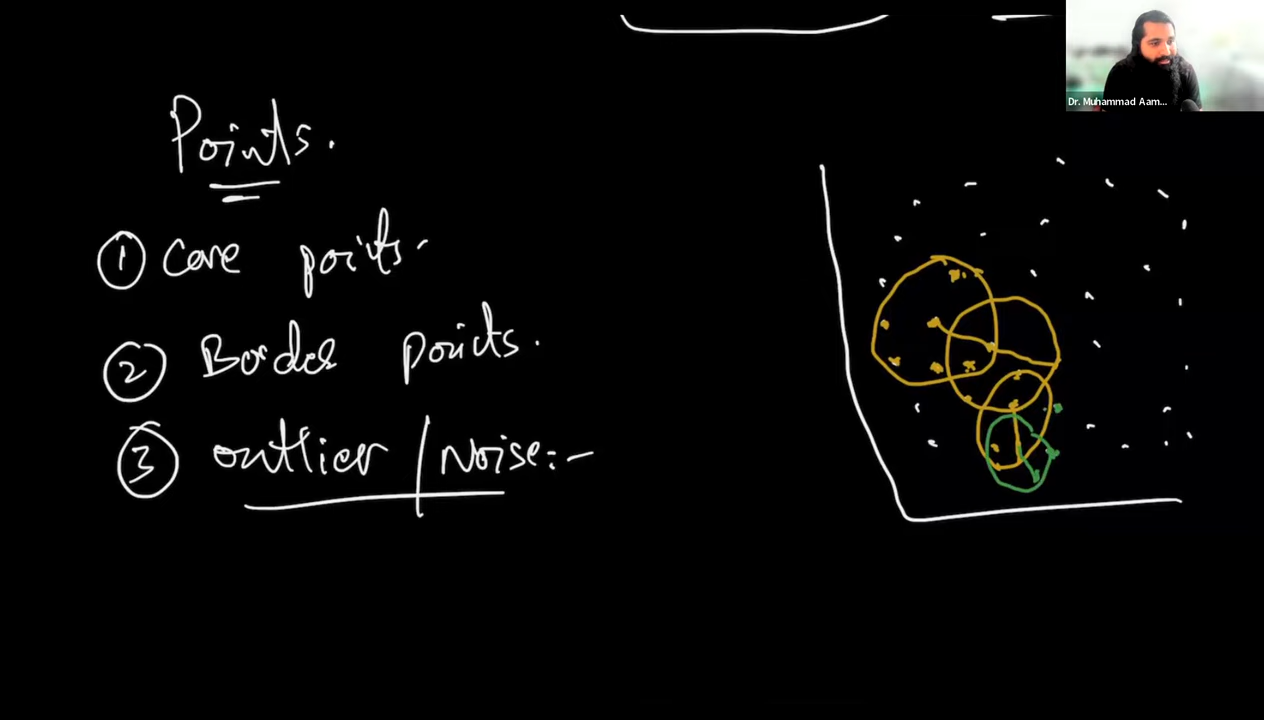 Points.
① Core points.
② Border points.
③ outlier / Noise:-
Dr. Muhammad Aam...